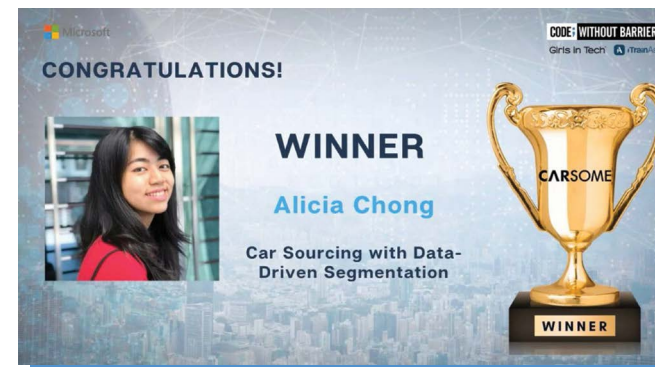 Microsoft
CODE; WITHOUT BARRIER
Girls in Tech iTrain
CONGRATULATIONS!
WINNER
Alicia Chong
Car Sourcing with Data-
Driven Segmentation
CARSOME
WINNER